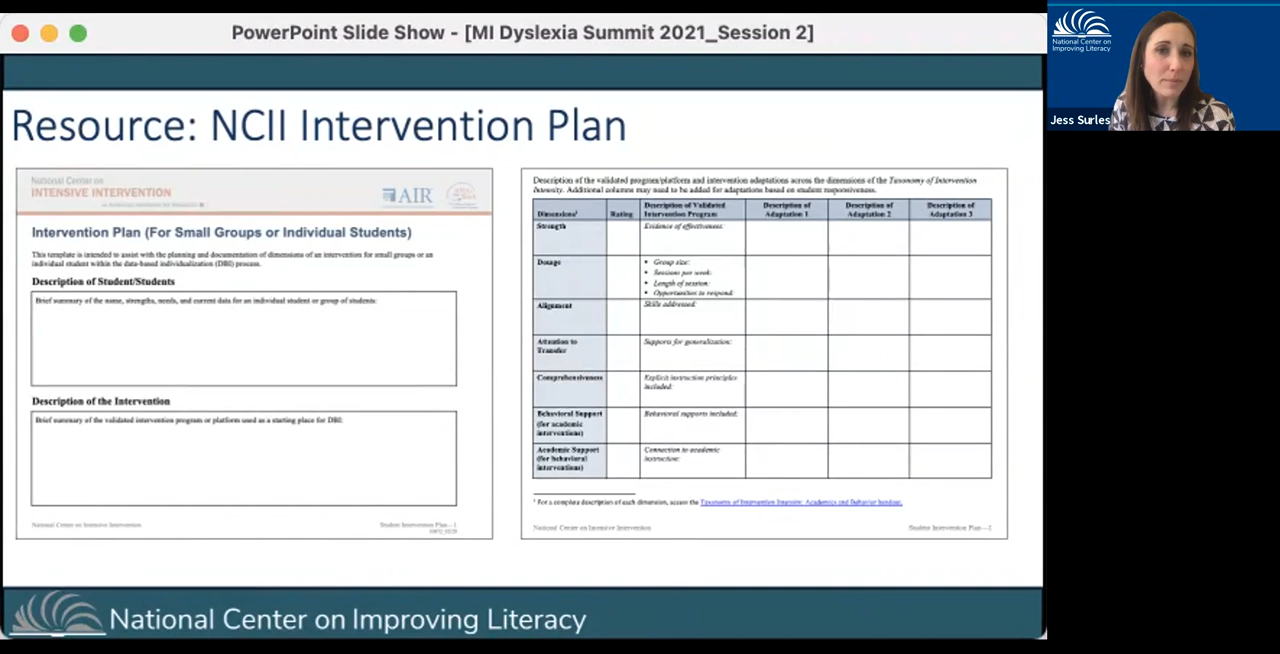 PowerPoint Slide Show - [MI Dyslexia Summit 2021_Session 2]
National Center on
Improving Literacy
Jess Surles
Resource: NCII Intervention Plan
National Center on
INTENSIVE INTERVENTION
AIR
Intervention Plan (For Small Groups or Individual Students)
This template is intended to assist with the planning and documentation of dimensions of an intervention for small groups or an
individual student within the data-based individualization (DBI) process.
Description of Student/Students
Brief summary of the name, strengths, needs, and current data for an individual student or group of students:
Description of the Intervention
Brief summary of the validated intervention program or platform used as a starting place for DBI:
National Center on Intensive Intervention
Student Intervention Plan—1
Description of the validated program/platform and intervention adaptations across the dimensions of the Taxonomy of Intervention
Intensity. Additional columns may need to be added for adaptations based on student responsiveness.
Dimensions¹
Rating
Description of Validated
Intervention Program
Description of
Adaptation 1
Description of
Adaptation 2
Description of
Adaptation 3
Strength
Evidence of effectiveness:
Dosage
• Group size:
• Sessions per week:
• Length of session:
• Opportunities to respond:
Alignment
Skills addressed:
Attention to
Transfer
Supports for generalization:
Comprehensiveness
Explicit instruction principles
included:
Behavioral Support
(for academic
interventions)
Behavioral supports included:
Academic Support
(for behavioral
interventions)
Connection to academic
instruction:
¹ For a complete description of each dimension, access the Taxonomy of Intervention Intensity: Academics and Behavior handout.
National Center on Intensive Intervention
Student Intervention Plan—2
National Center on Improving Literacy